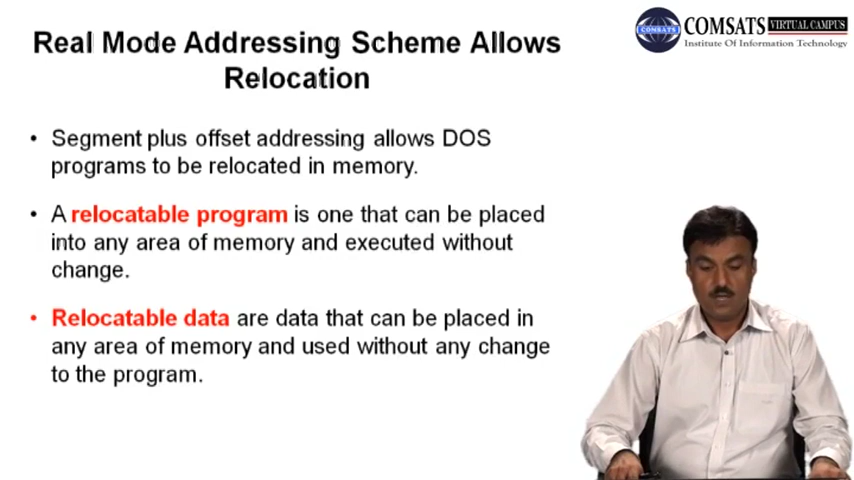 Real Mode Addressing Scheme Allows
Relocation
COMSATS
COMSATS VIRTUAL CAMPUS
Institute Of Information Technology
• Segment plus offset addressing allows DOS
programs to be relocated in memory.
• A relocatable program is one that can be placed
into any area of memory and executed without
change.
• Relocatable data are data that can be placed in
any area of memory and used without any change
to the program.